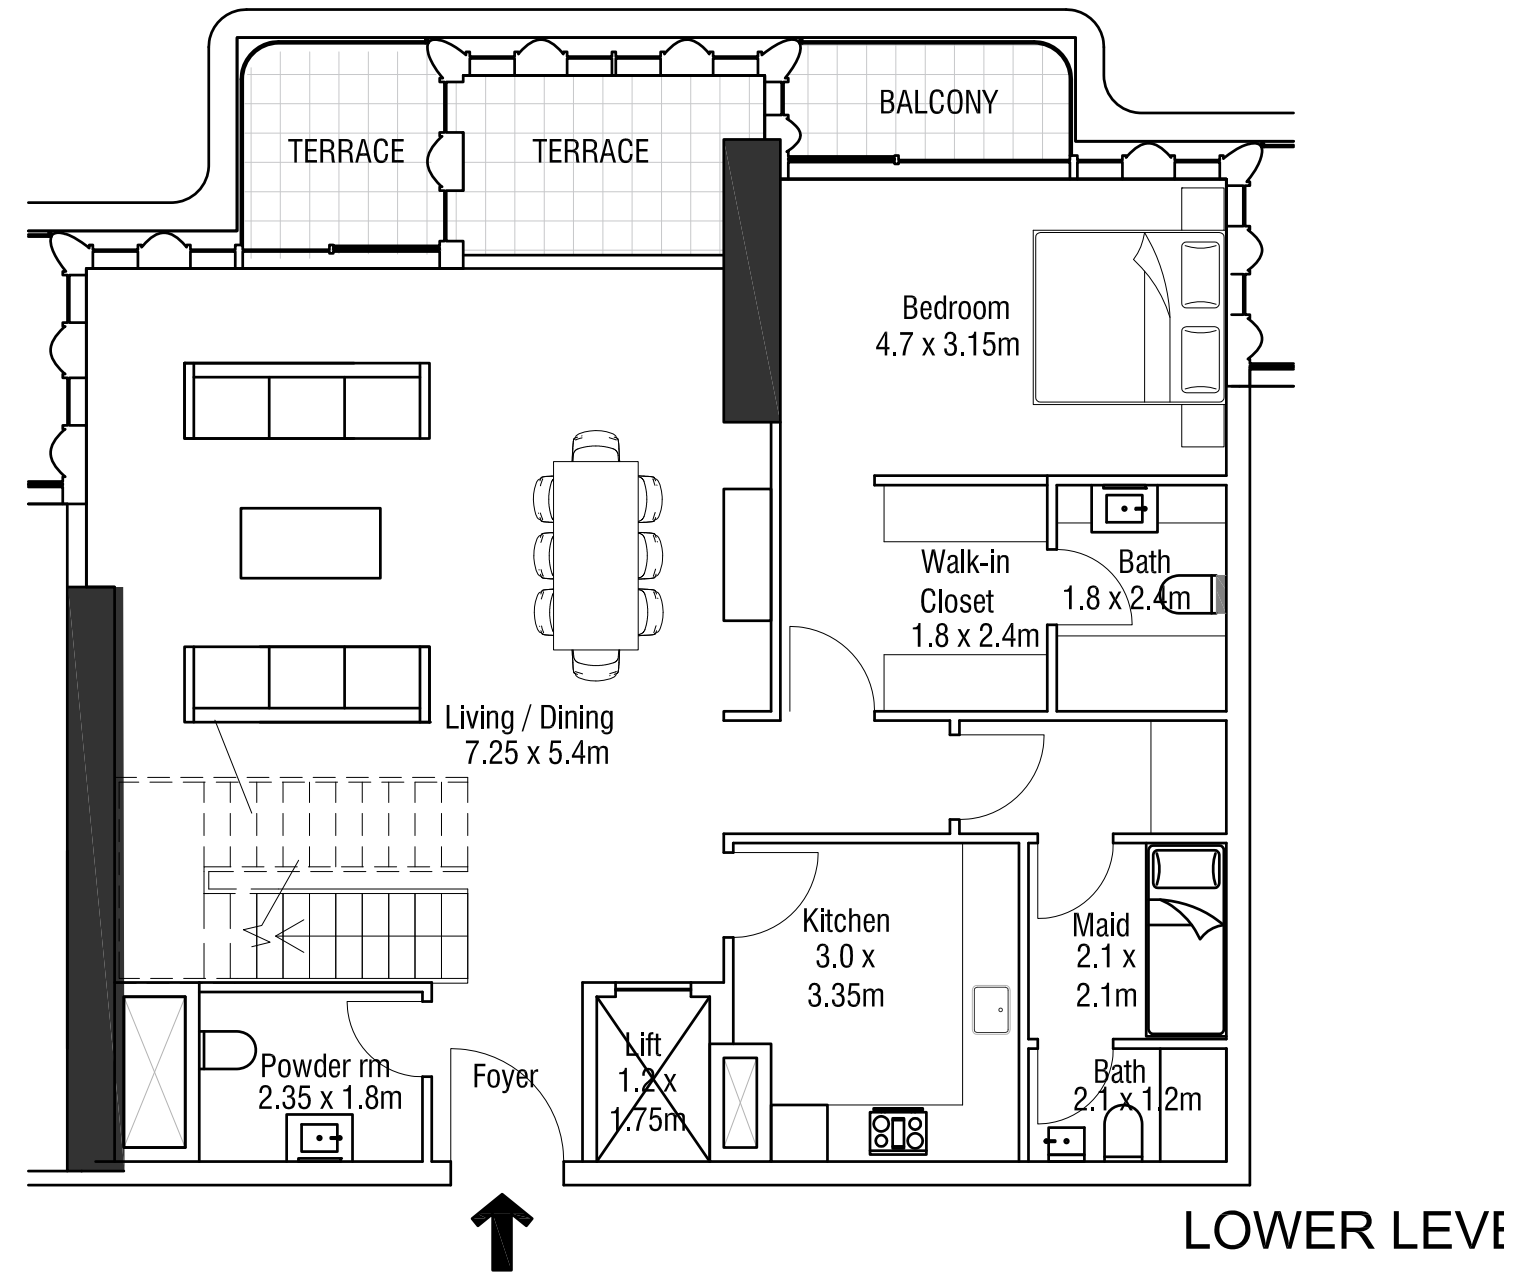 BALCONY
TERRACE
TERRACE
Bedroom
4.7 x 3.15m
Walk-in
Closet
1.8 x 2.4m
Bath
1.8 x 2.4m
Living / Dining
7.25 x 5.4m
Kitchen
3.0 x
3.35m
Maid
2.1 x
2.1m
Powder rm
2.35 x 1.8m
Foyer
Lift
1.2 x
1.75m
Bath
2.1 x 1.2m
LOWER LEVE